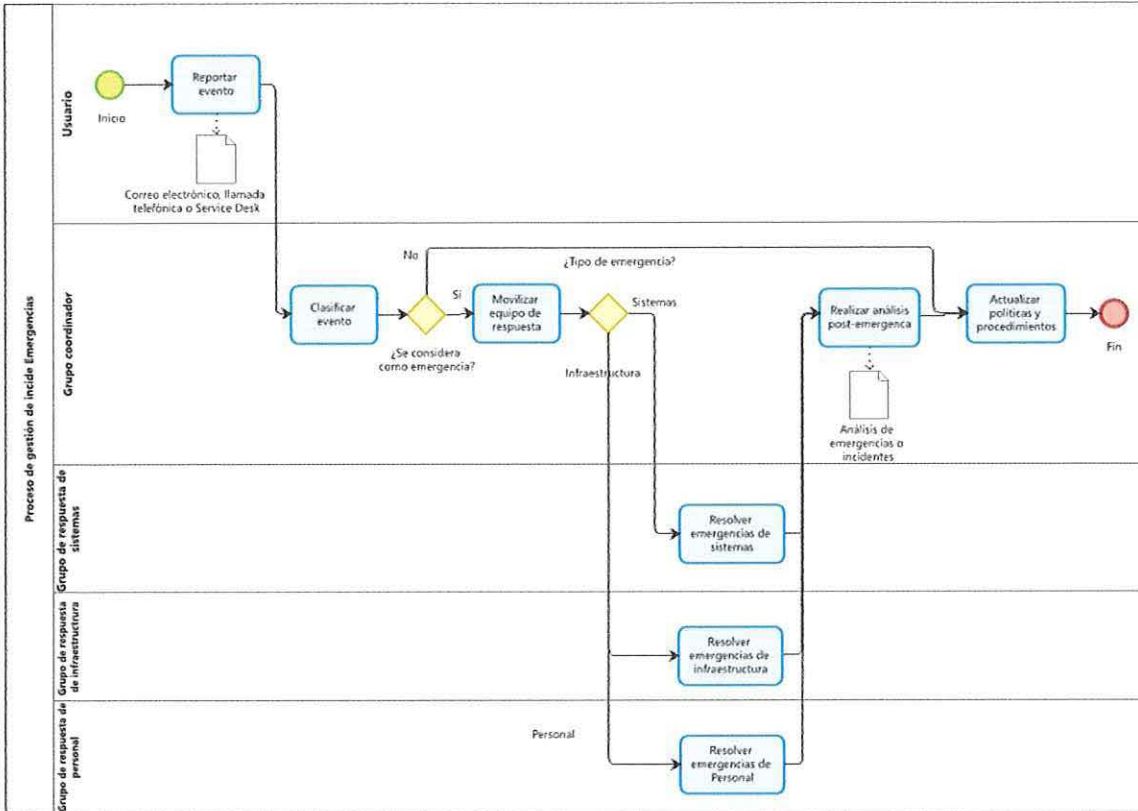 Proceso de gestión de incide Emergencias
Usuario
Inicio
Reportar
evento
Correo electrónico, llamada
telefónica o Service Desk
Grupo coordinador
Clasificar
evento
No
Si
¿Se considera
como emergencia?
Movilizar
equipo de
respuesta
¿Tipo de emergencia?
Sistemas
Infraestructura
Realizar análisis
post-emergenca
Análisis de
emergencias o
incidentes
Actualizar
políticas y
procedimientos
Fin
Grupo de respuesta de
sistemas
Resolver
emergencias de
sistemas
Grupo de respuesta
de infraestructrura
Resolver
emergencias de
infraestructura
Grupo de respuesta de
personal
Personal
Resolver
emergencias de
Personal